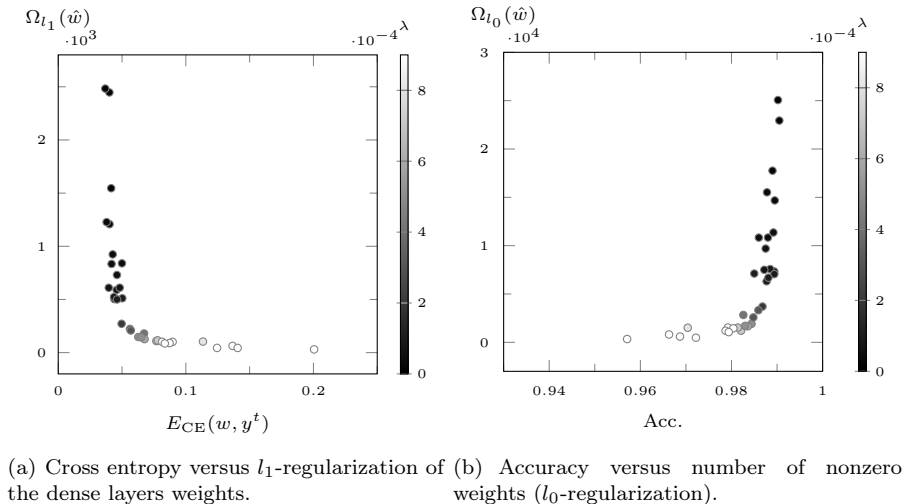 Ω_{l_1}(ŵ)
·10^3
·10^{-4} λ
2
1
0
0
0.1
0.2
8
6
4
2
0
E_{CE}(w, y^t)
Ω_{l_0}(ŵ)
·10^4
·10^{-4} λ
3
2
1
0
0.94
0.96
0.98
1
8
6
4
2
0
Acc.
(a) Cross entropy versus l_1-regularization of
the dense layers weights.
(b) Accuracy versus number of nonzero
weights (l_0-regularization).